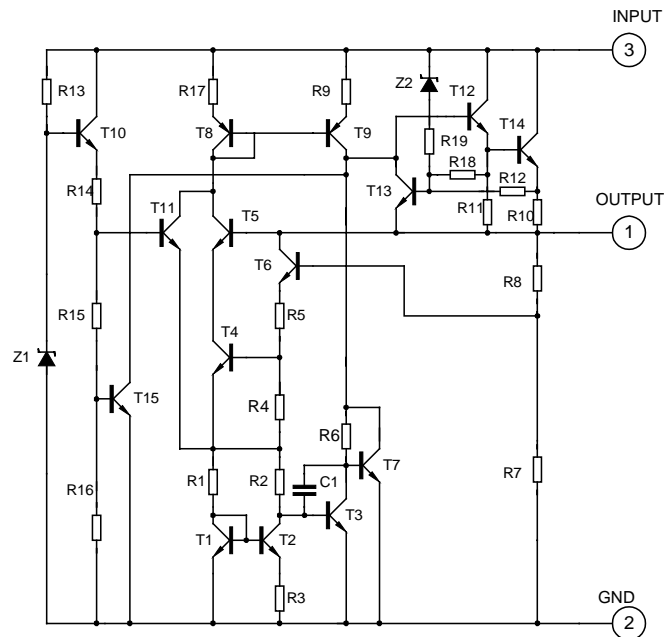 INPUT
3
R13
R17
R9
Z2
T12
T10
T8
T9
T14
R19
R18
R12
R14
T13
T11
R11
R10
OUTPUT
T5
1
T6
R8
R15
R5
T4
Z1
T15
R4
R6
R7
T7
R16
R1
R2
C1
T3
T1
T2
R3
GND
2